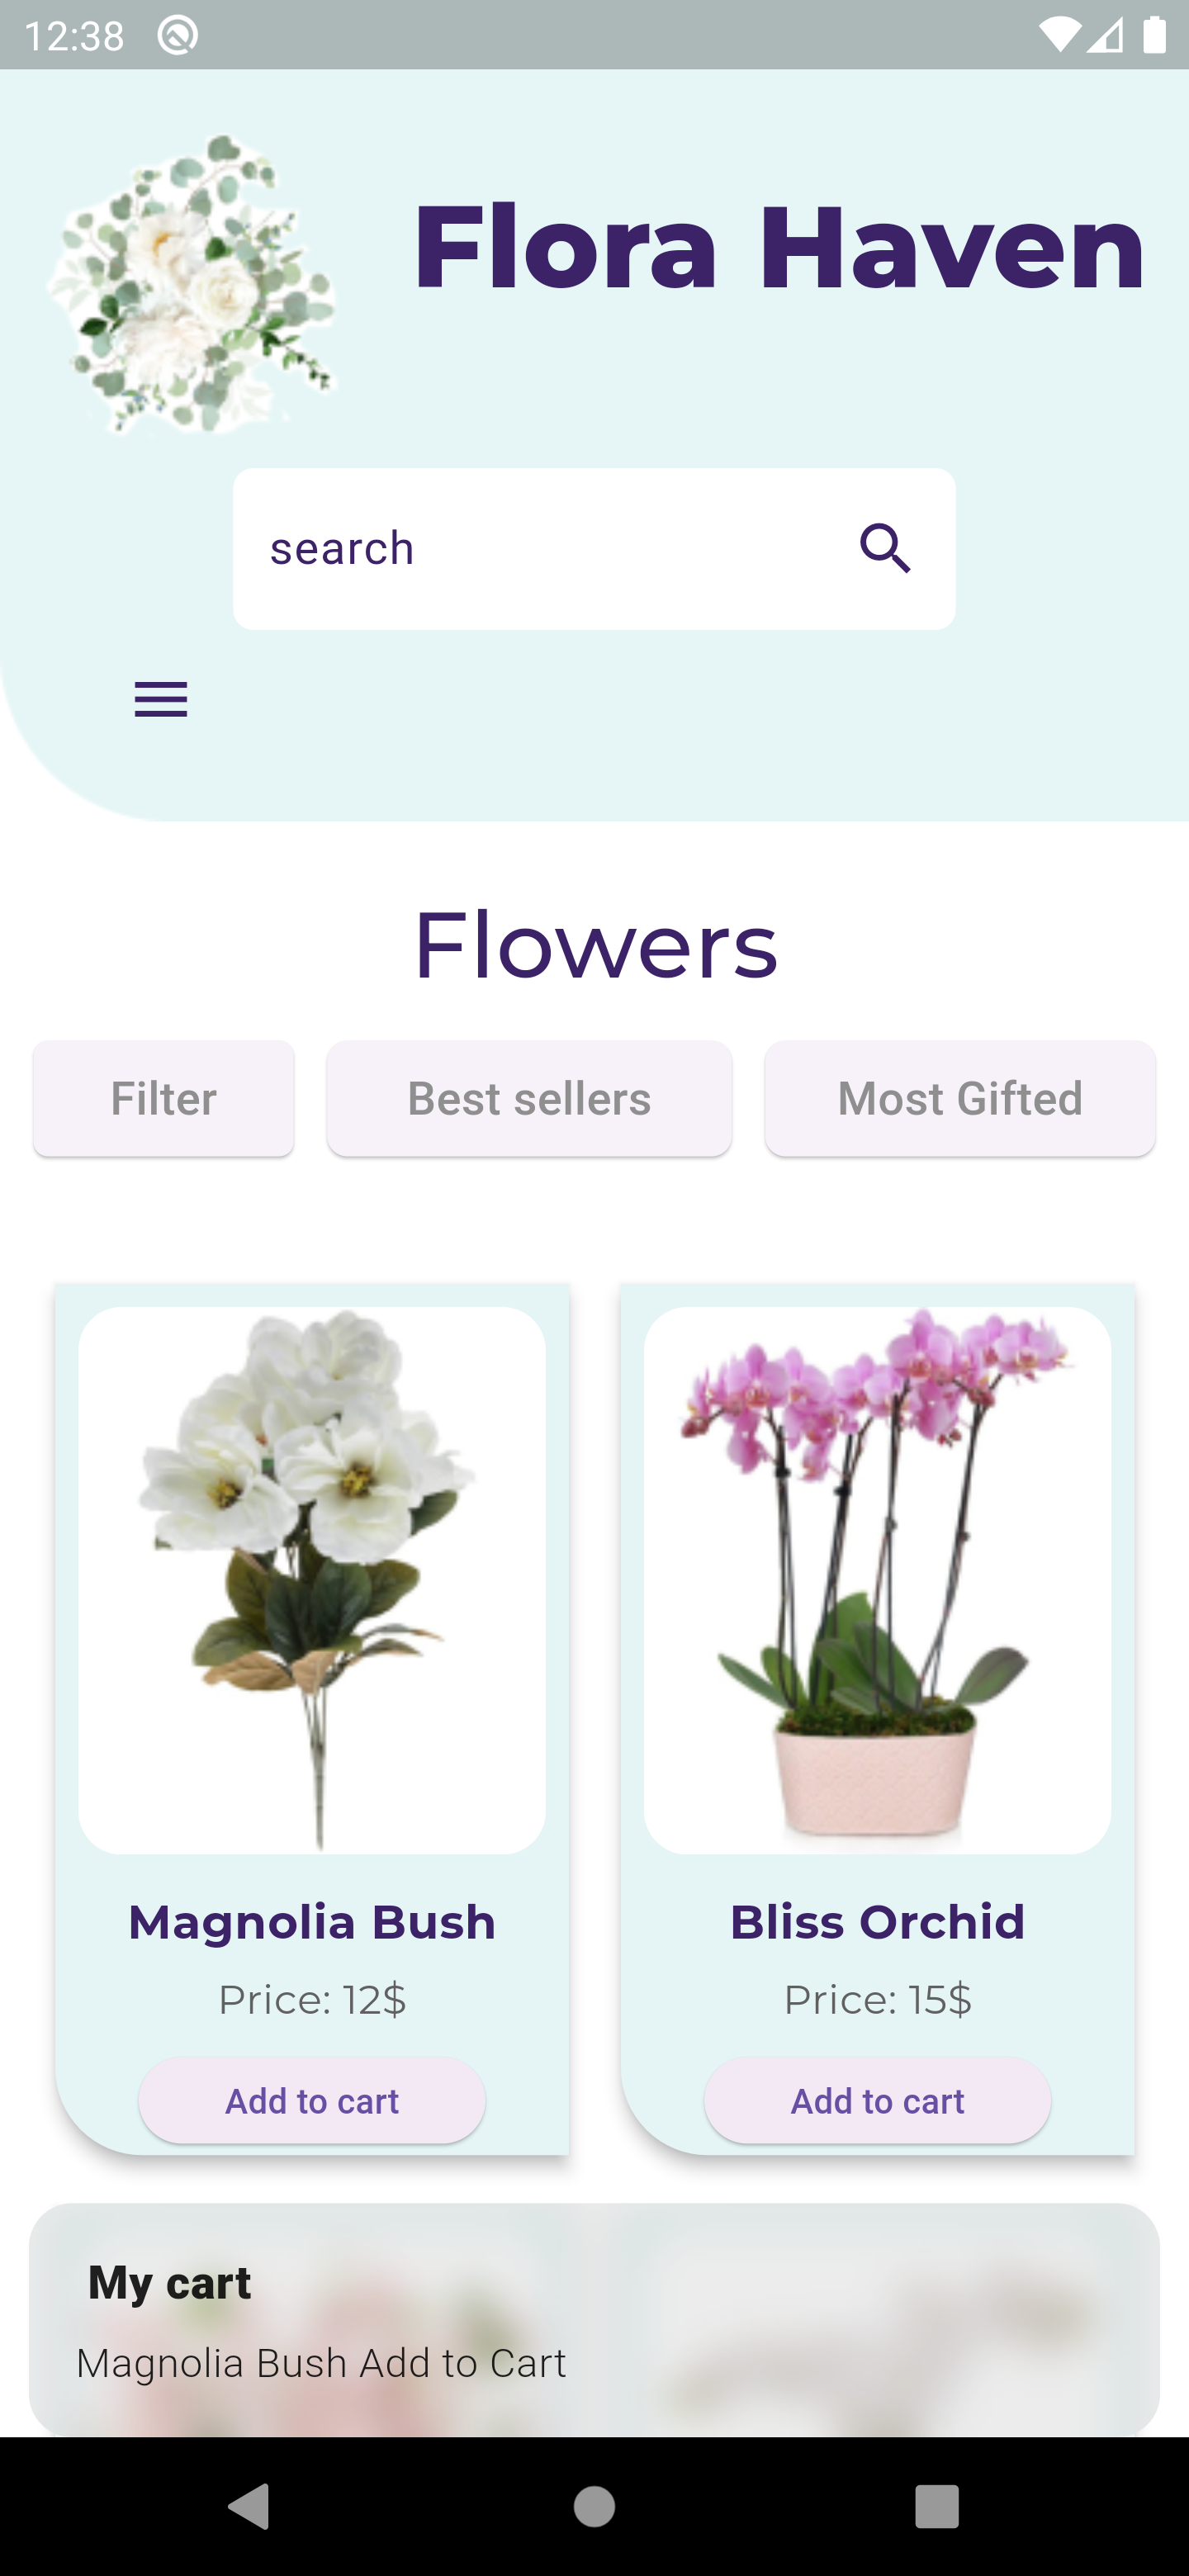 12:38
Flora Haven
search
Flowers
Filter Best sellers Most Gifted
Magnolia Bush Bliss Orchid
Price: 12$ Price: 15$
Add to cart Add to cart
My cart
Magnolia Bush Add to Cart